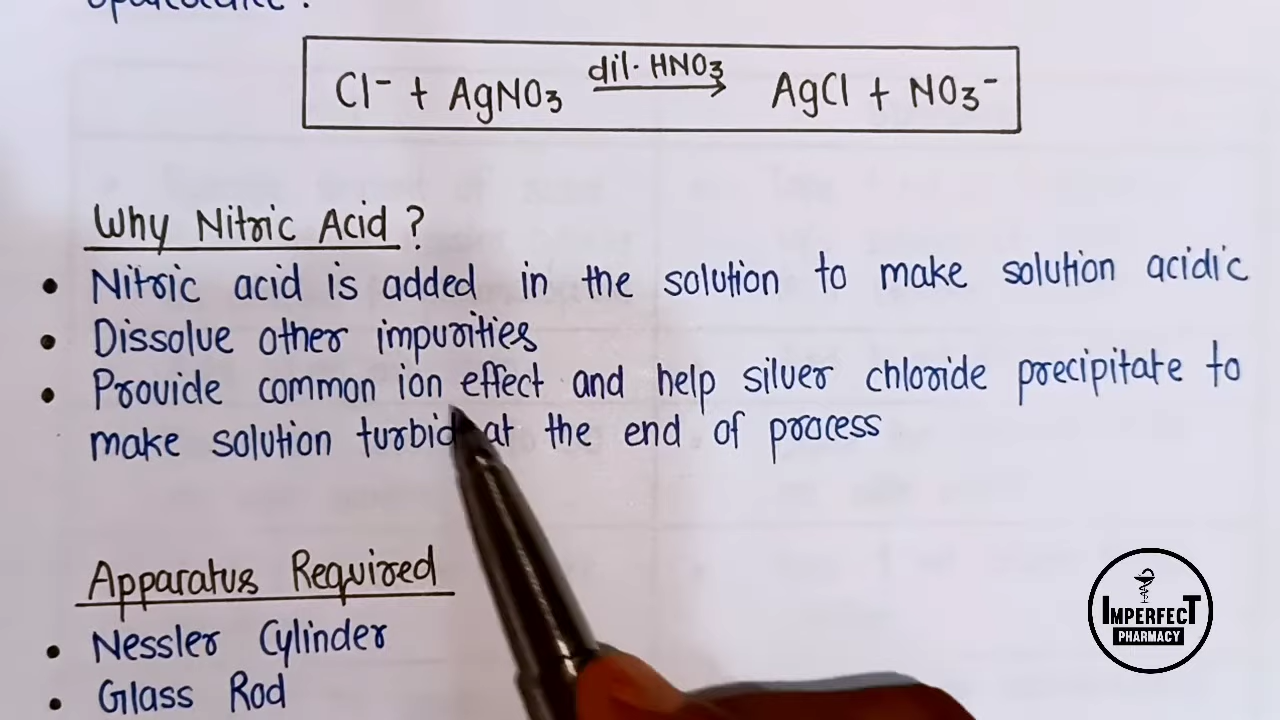 Cl⁻ + AgNO₃ dil. HNO₃ → AgCl + NO₃⁻
Why Nitric Acid?
• Nitric acid is added in the solution to make solution acidic
• Dissolve other impurities
• Provide common ion effect and help silver chloride precipitate to
make solution turbid at the end of process
Apparatus Required
• Nessler Cylinder
• Glass Rod
IMPERFECT
PHARMACY